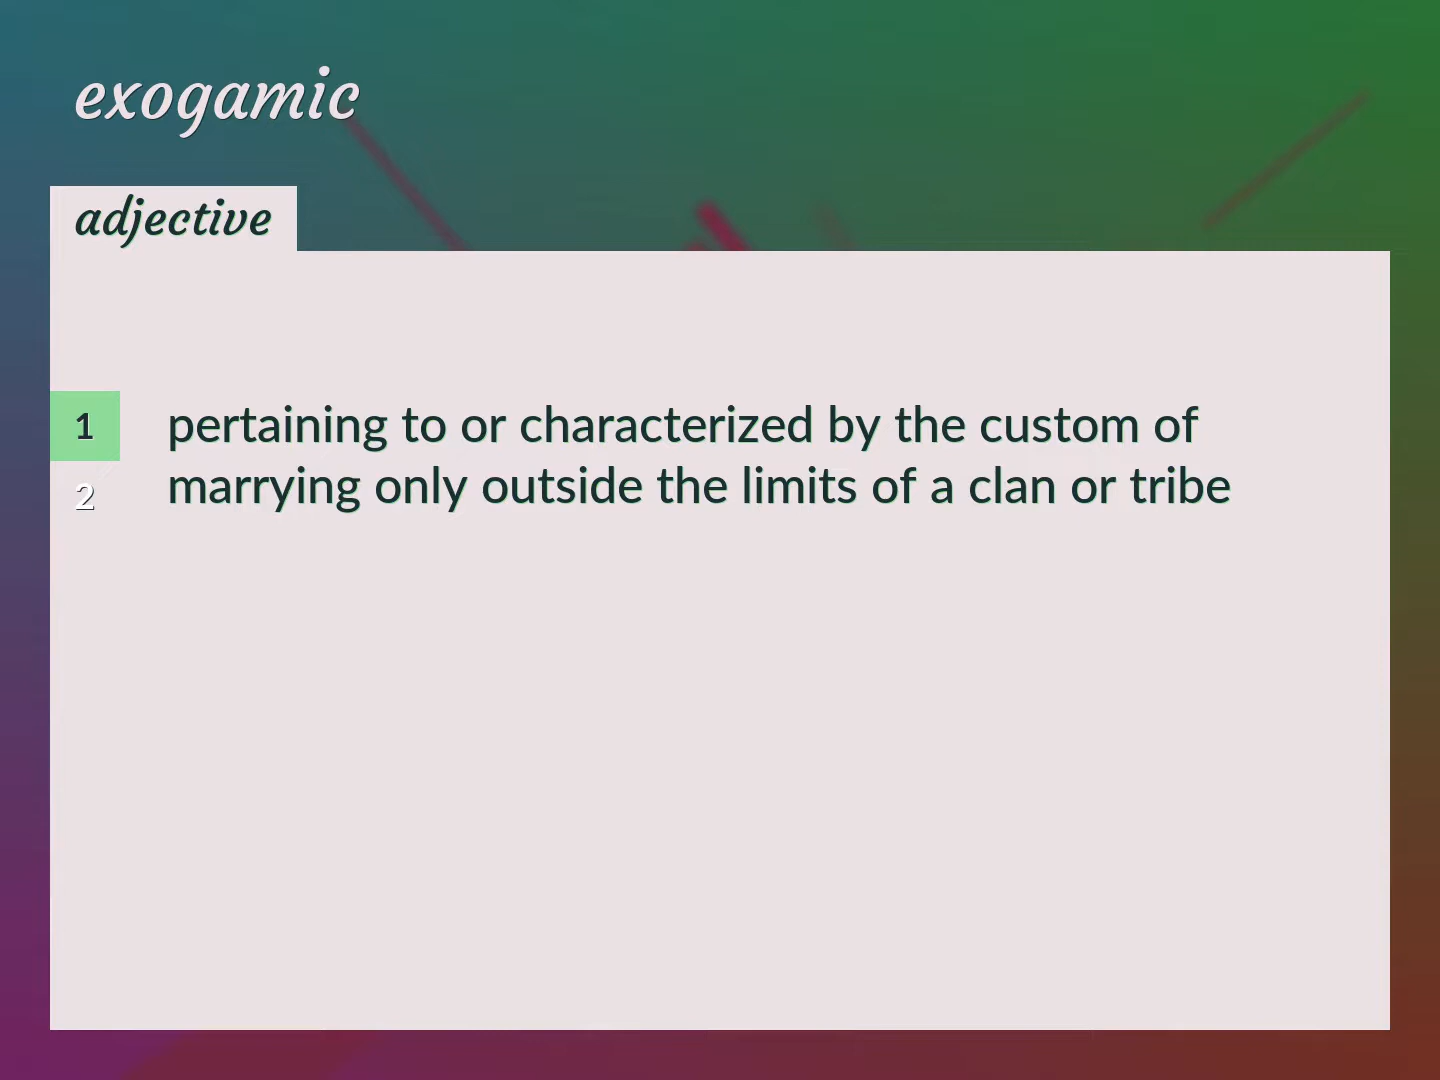 exogamic
adjective
1
pertaining to or characterized by the custom of
marrying only outside the limits of a clan or tribe
2